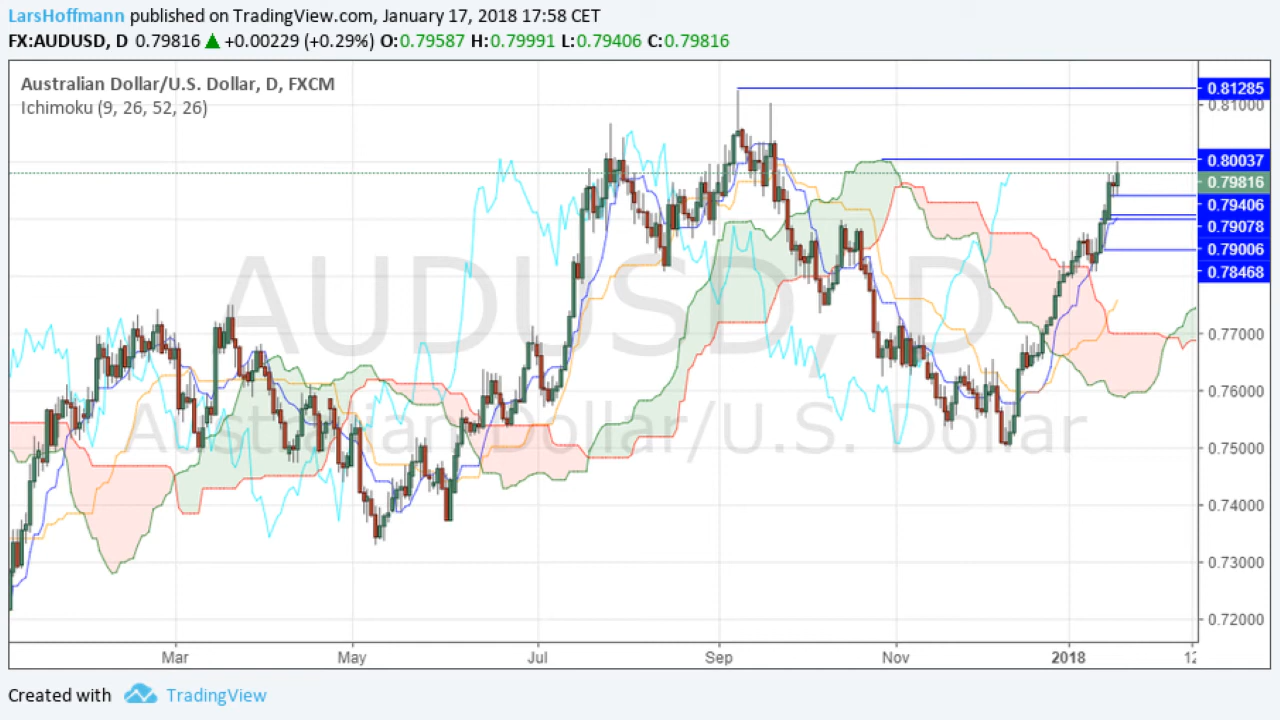 LarsHoffmann published on TradingView.com, January 17, 2018 17:58 CET
FX:AUDUSD, D 0.79816 ▲ +0.00229 (+0.29%) O:0.79587 H:0.79991 L:0.79406 C:0.79816
Australian Dollar/U.S. Dollar, D, FXCM
Ichimoku (9, 26, 52, 26)
AUDUSD, D
Australian Dollar/U.S. Dollar
0.81285
0.81000
0.80037
0.79816
0.79406
0.79078
0.79006
0.78468
0.77000
0.76000
0.75000
0.74000
0.73000
0.72000
Mar May Jul Sep Nov 2018 12
Created with TradingView